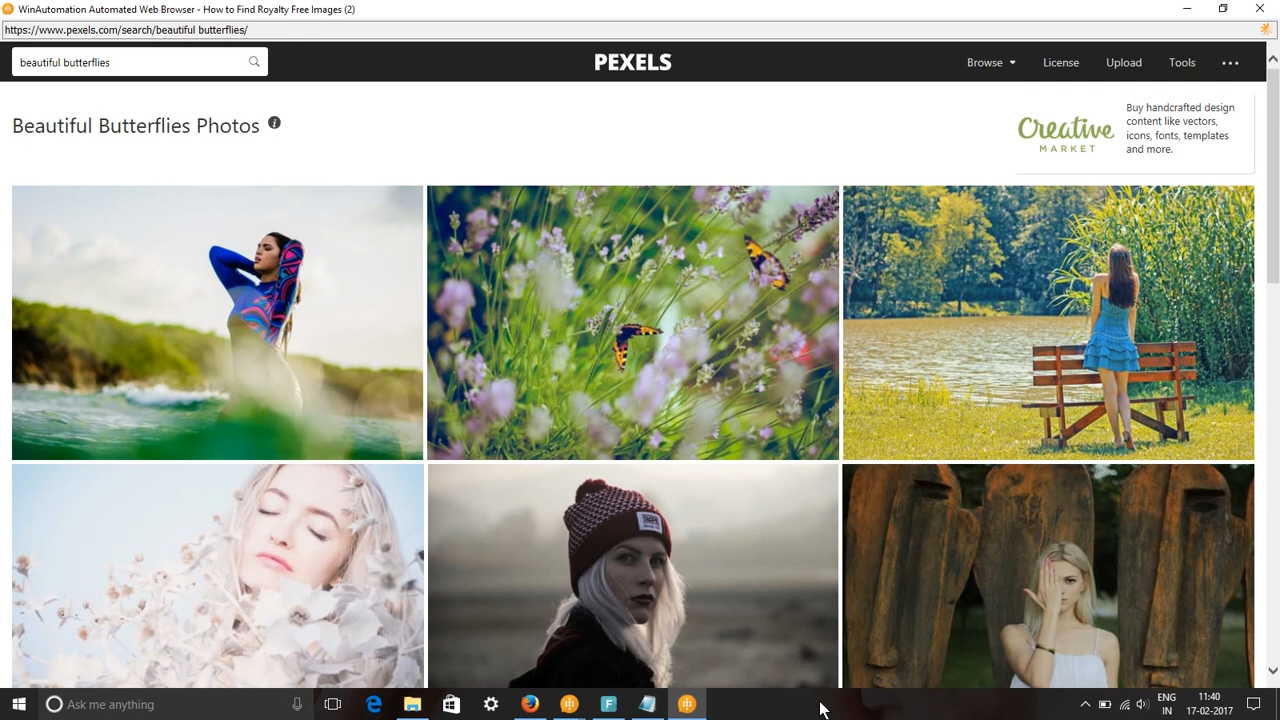 WinAutomation Automated Web Browser - How to Find Royalty Free Images (2)
https://www.pexels.com/search/beautiful butterflies/
beautiful butterflies
PEXELS
Browse
License
Upload
Tools
Beautiful Butterflies Photos
Creative
MARKET
Buy handcrafted design
content like vectors,
icons, fonts, templates
and more.
Ask me anything
ENG
IN
11:40
17-02-2017